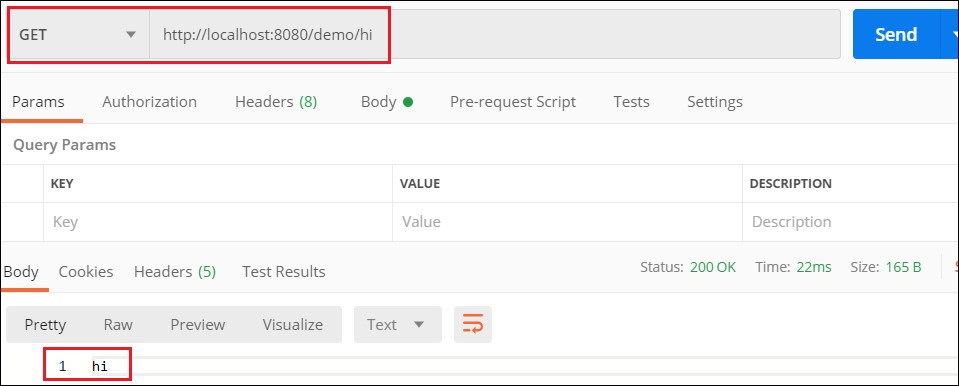 GET http://localhost:8080/demo/hi Send
Params Authorization Headers (8) Body Pre-request Script Tests Settings
Query Params
KEY VALUE DESCRIPTION
Key Value Description
Body Cookies Headers (5) Test Results Status: 200 OK Time: 22ms Size: 165 B
Pretty Raw Preview Visualize Text
1 hi